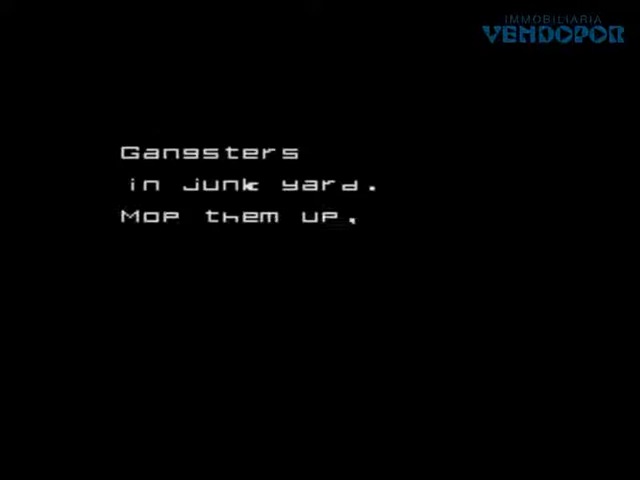 IMMOBILIARIA
VENDOPOR
Gangsters
in junk yard.
Mop them up.